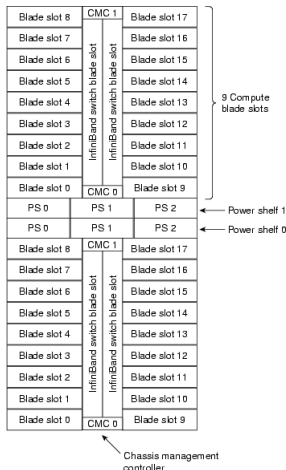 Blade slot 8 CMC 1 Blade slot 17
Blade slot 7 Blade slot 16
Blade slot 6 Blade slot 15
Blade slot 5 Blade slot 14
Blade slot 4 Blade slot 13
Blade slot 3 Blade slot 12
Blade slot 2 Blade slot 11
Blade slot 1 Blade slot 10
Blade slot 0 CMC 0 Blade slot 9
InfiniBand switch blade slot
InfiniBand switch blade slot
9 Compute
blade slots
PS 0 PS 1 PS 2 Power shelf 1
PS 0 PS 1 PS 2 Power shelf 0
Blade slot 8 CMC 1 Blade slot 17
Blade slot 7 Blade slot 16
Blade slot 6 Blade slot 15
Blade slot 5 Blade slot 14
Blade slot 4 Blade slot 13
Blade slot 3 Blade slot 12
Blade slot 2 Blade slot 11
Blade slot 1 Blade slot 10
Blade slot 0 CMC 0 Blade slot 9
InfiniBand switch blade slot
InfiniBand switch blade slot
Chassis management
controller